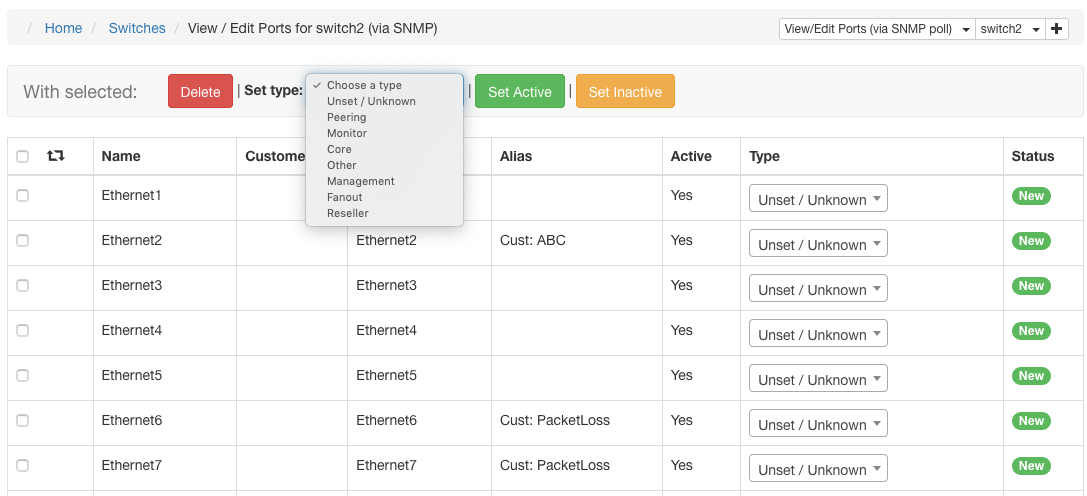 / Home / Switches / View / Edit Ports for switch2 (via SNMP) View/Edit Ports (via SNMP poll) switch2
With selected: Delete | Set type: | Set Active | Set Inactive
✓ Choose a type
Unset / Unknown
Peering
Monitor
Core
Other
Management
Fanout
Reseller
Name Custome Alias Active Type Status
Ethernet1 Yes Unset / Unknown New
Ethernet2 Ethernet2 Cust: ABC Yes Unset / Unknown New
Ethernet3 Ethernet3 Yes Unset / Unknown New
Ethernet4 Ethernet4 Yes Unset / Unknown New
Ethernet5 Ethernet5 Yes Unset / Unknown New
Ethernet6 Ethernet6 Cust: PacketLoss Yes Unset / Unknown New
Ethernet7 Ethernet7 Cust: PacketLoss Yes Unset / Unknown New